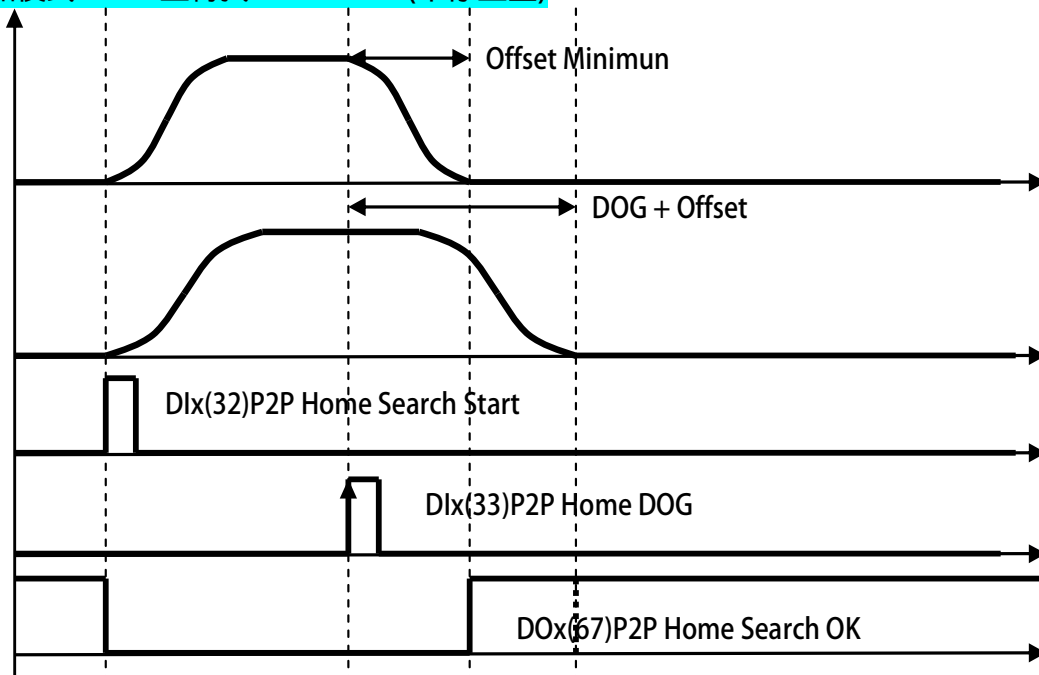 Offset Minimun
DOG + Offset
DIx(32)P2P Home Search Start
DIx(33)P2P Home DOG
DOx(67)P2P Home Search OK